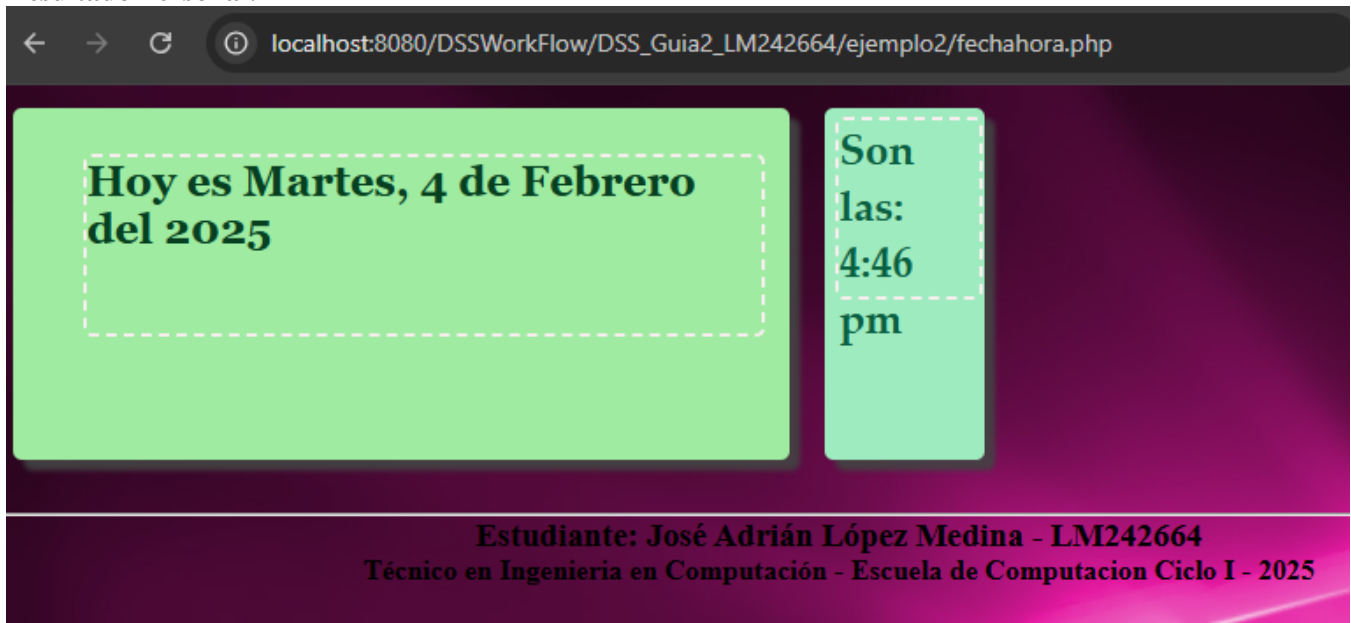 localhost:8080/DSSWorkFlow/DSS_Guia2_LM242664/ejemplo2/fechahora.php
Hoy es Martes, 4 de Febrero
del 2025
Son
las:
4:46
pm
Estudiante: José Adrián López Medina - LM242664
Técnico en Ingenieria en Computación - Escuela de Computacion Ciclo I - 2025